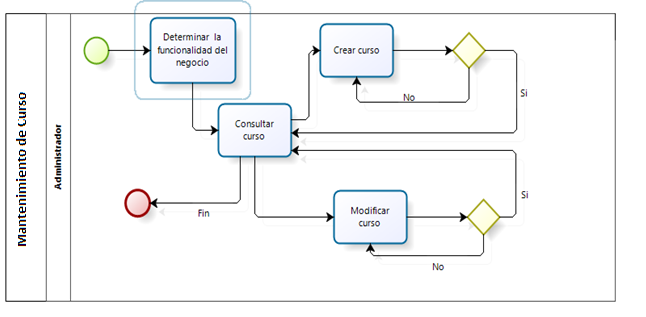 Mantenimiento de Curso
Administrador
Determinar la
funcionalidad del
negocio
Crear curso
No
Si
Consultar
curso
Fin
Modificar
curso
Si
No